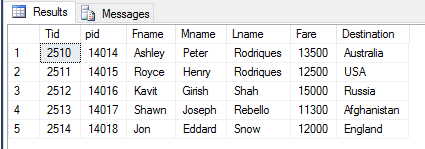 Results Messages
Tid pid Fname Mname Lname Fare Destination
1 2510 14014 Ashley Peter Rodriques 13500 Australia
2 2511 14015 Royce Henry Rodriques 12500 USA
3 2512 14016 Kavit Girish Shah 15000 Russia
4 2513 14017 Shawn Joseph Rebello 11300 Afghanistan
5 2514 14018 Jon Eddard Snow 12000 England